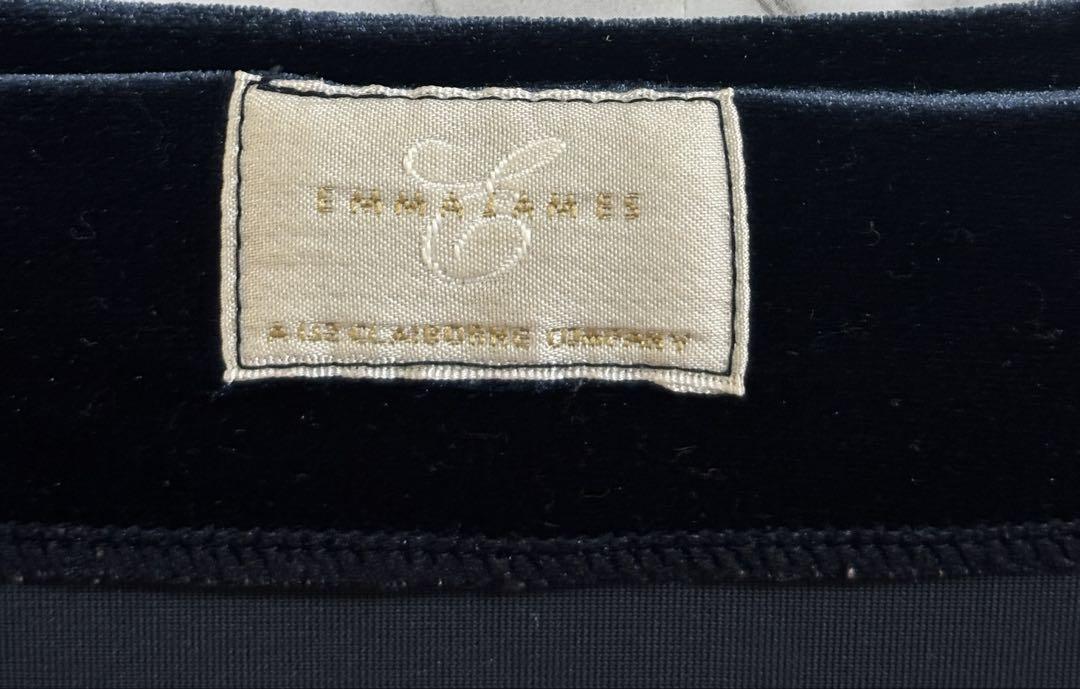 EMMA JAMES
A LIZ CLAIBORNE COMPANY